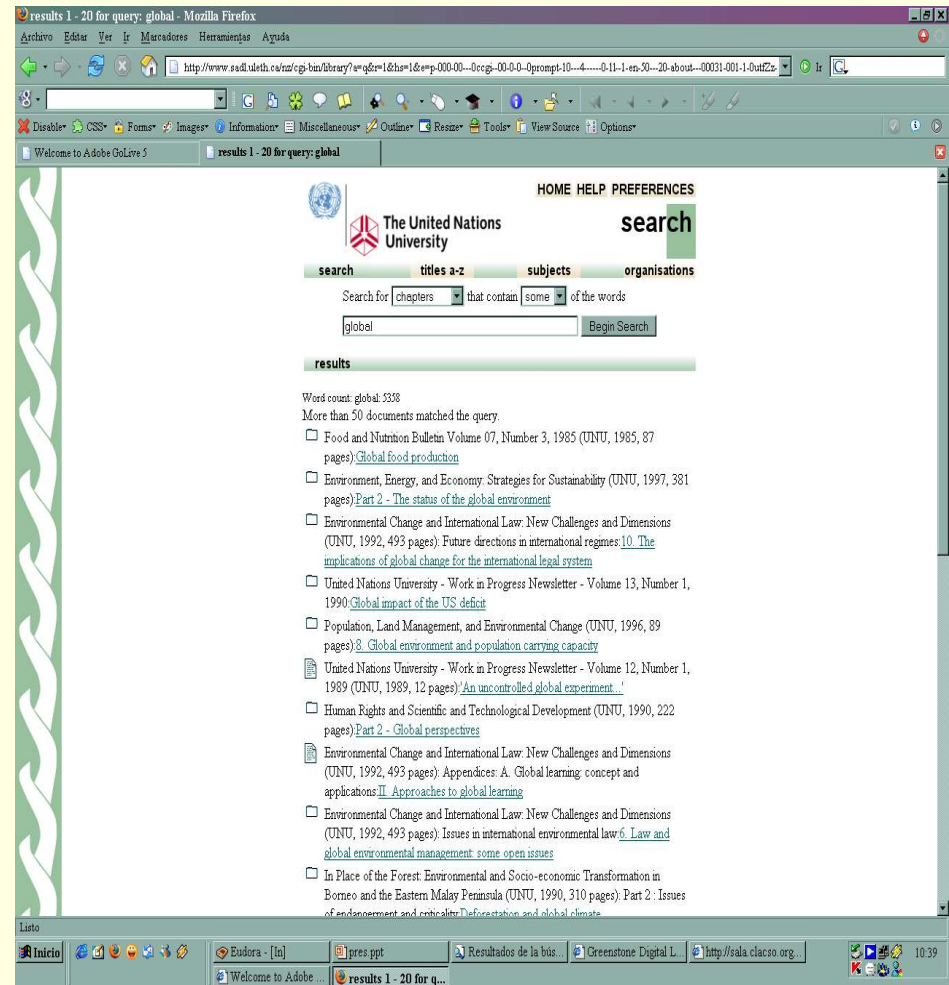 results 1 - 20 for query: global - Mozilla Firefox
Archivo Editar Ver Ir Marcadores Herramientas Ayuda
http://www.sadl.uleth.ca/nz/cgi-bin/library?a=q&r=1&hs=1&e=p-000-00---0ccgi--00-0-0--0prompt-10---4------0-1l--1-en-50---20-about---00031-001-1-0utfZz- Ir
Disable CSS Forms Images Information Miscellaneous Outline Resize Tools View Source Options
Welcome to Adobe GoLive 5 results 1 - 20 for query: global
HOME HELP PREFERENCES
The United Nations
University
search
search titles a-z subjects organisations
Search for chapters that contain some of the words
global Begin Search
results
Word count: global: 5358
More than 50 documents matched the query.
Food and Nutrition Bulletin Volume 07, Number 3, 1985 (UNU, 1985, 87
pages):Global food production
Environment, Energy, and Economy: Strategies for Sustainability (UNU, 1997, 381
pages):Part 2 - The status of the global environment
Environmental Change and International Law: New Challenges and Dimensions
(UNU, 1992, 493 pages): Future directions in international regimes:10. The
implications of global change for the international legal system
United Nations University - Work in Progress Newsletter - Volume 13, Number 1,
1990:Global impact of the US deficit
Population, Land Management, and Environmental Change (UNU, 1996, 89
pages):8. Global environment and population carrying capacity
United Nations University - Work in Progress Newsletter - Volume 12, Number 1,
1989 (UNU, 1989, 12 pages):'An uncontrolled global experiment...'
Human Rights and Scientific and Technological Development (UNU, 1990, 222
pages):Part 2 - Global perspectives
Environmental Change and International Law: New Challenges and Dimensions
(UNU, 1992, 493 pages): Appendices: A. Global learning: concept and
applications:II. Approaches to global learning
Environmental Change and International Law: New Challenges and Dimensions
(UNU, 1992, 493 pages): Issues in international environmental law:6. Law and
global environmental management: some open issues
In Place of the Forest: Environmental and Socio-economic Transformation in
Borneo and the Eastern Malay Peninsula (UNU, 1990, 310 pages): Part 2 : Issues
of endangerment and criticality:Deforestation and global climate
Listo
Inicio Eudora - [In] pres.ppt Resultados de la bús... Greenstone Digital L... http://sala.clacso.org... 10:39
Welcome to Adobe ... results 1 - 20 for q...